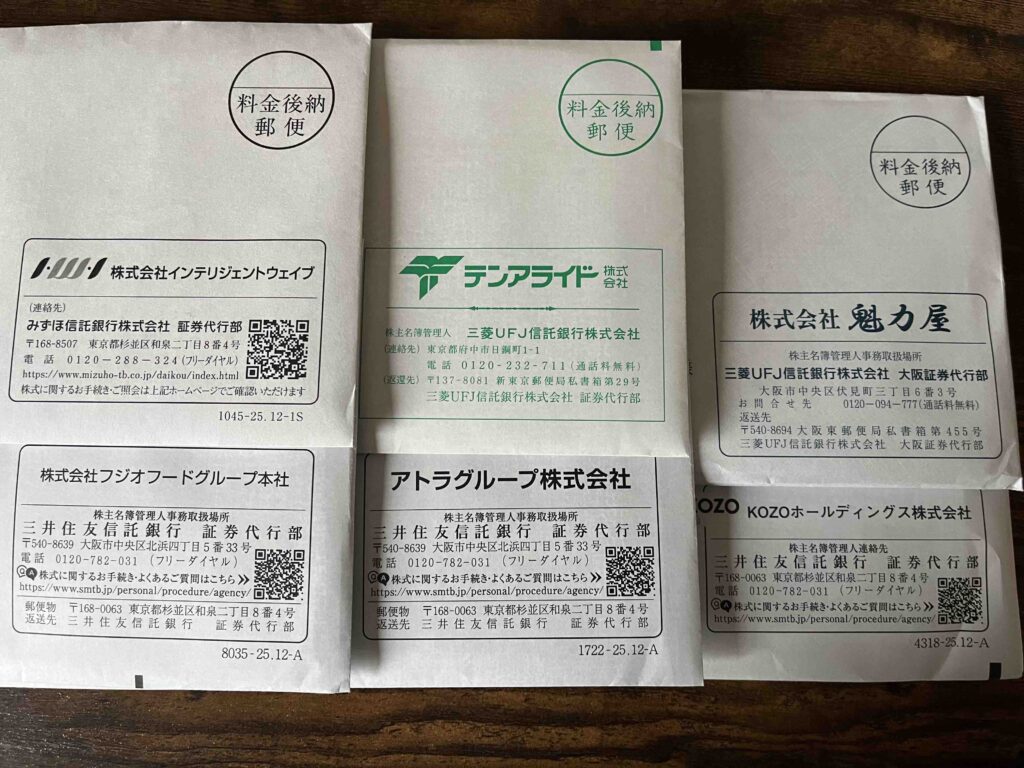 料金後納
郵便
株式会社インテリジェントウェイブ
(連絡先)
みずほ信託銀行株式会社 証券代行部
〒168-8507 東京都杉並区和泉二丁目8番4号
電話 0120-288-324(フリーダイヤル)
https://www.mizuho-tb.co.jp/daikou/index.html
株式に関するお手続き・ご照会は上記ホームページでご確認いただけます
1045-25.12-1S
料金後納
郵便
テンアライド 株式会社
株主名簿管理人 三菱UFJ信託銀行株式会社
(連絡先) 東京都府中市日鋼町1-1
電話 0120-232-711(通話料無料)
(返還先) 〒137-8081 新東京郵便局私書箱第29号
三菱UFJ信託銀行株式会社 証券代行部
料金後納
郵便
株式会社 魁力屋
株主名簿管理人事務取扱場所
三菱UFJ信託銀行株式会社 大阪証券代行部
大阪市中央区伏見町三丁目6番3号
お問合せ先 0120-094-777(通話料無料)
返送先
〒540-8694 大阪東郵便局私書箱第455号
三菱UFJ信託銀行株式会社 大阪証券代行部
株式会社フジオフードグループ本社
株主名簿管理人事務取扱場所
三井住友信託銀行 証券代行部
〒540-8639 大阪市中央区北浜四丁目5番33号
電話 0120-782-031 (フリーダイヤル)
QA 株式に関するお手続き・よくあるご質問はこちら
https://www.smtb.jp/personal/procedure/agency/
郵便物 〒168-0063 東京都杉並区和泉二丁目8番4号
返送先 三井住友信託銀行 証券代行部
8035-25.12-A
アトラグループ株式会社
株主名簿管理人事務取扱場所
三井住友信託銀行 証券代行部
〒540-8639 大阪市中央区北浜四丁目5番33号
電話 0120-782-031 (フリーダイヤル)
QA 株式に関するお手続き・よくあるご質問はこちら
https://www.smtb.jp/personal/procedure/agency/
郵便物 〒168-0063 東京都杉並区和泉二丁目8番4号
返送先 三井住友信託銀行 証券代行部
1722-25.12-A
KOZO KOZOホールディングス株式会社
株主名簿管理人連絡先
三井住友信託銀行 証券代行部
〒168-0063 東京都杉並区和泉二丁目8番4号
電話 0120-782-031 (フリーダイヤル)
QA 株式に関するお手続き・よくあるご質問はこちら
https://www.smtb.jp/personal/procedure/agency/
4318-25.12-A